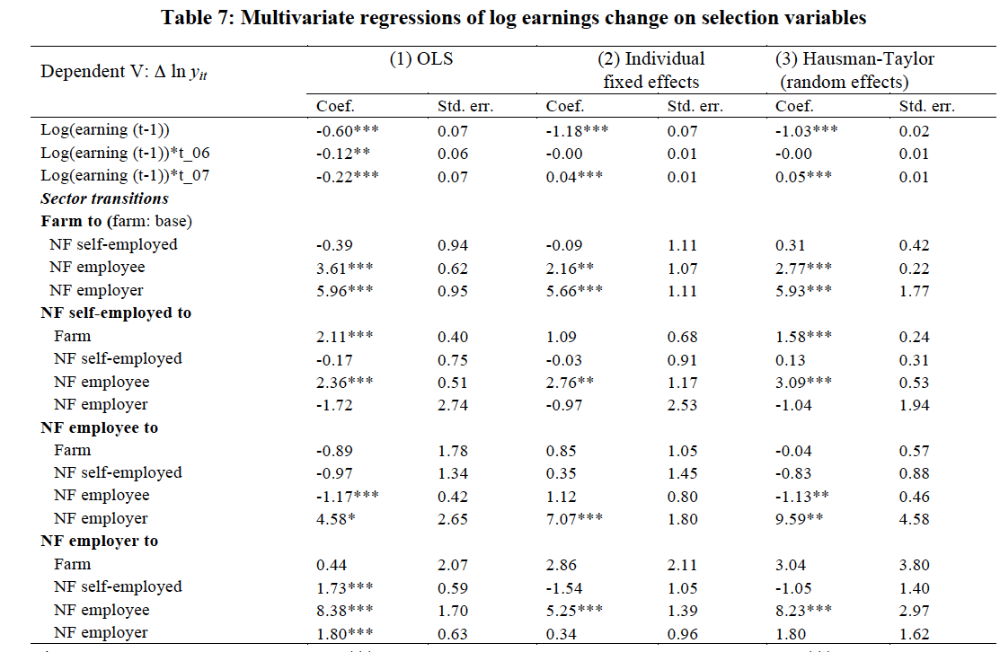 Table 7: Multivariate regressions of log earnings change on selection variables
Dependent V: Δ ln yit (1) OLS (2) Individual fixed effects (3) Hausman-Taylor (random effects)
Coef. Std. err. Coef. Std. err. Coef. Std. err.
Log(earning (t-1)) -0.60*** 0.07 -1.18*** 0.07 -1.03*** 0.02
Log(earning (t-1))*t_06 -0.12** 0.06 -0.00 0.01 -0.00 0.01
Log(earning (t-1))*t_07 -0.22*** 0.07 0.04*** 0.01 0.05*** 0.01
Sector transitions
Farm to (farm: base)
NF self-employed -0.39 0.94 -0.09 1.11 0.31 0.42
NF employee 3.61*** 0.62 2.16** 1.07 2.77*** 0.22
NF employer 5.96*** 0.95 5.66*** 1.11 5.93*** 1.77
NF self-employed to
Farm 2.11*** 0.40 1.09 0.68 1.58*** 0.24
NF self-employed -0.17 0.75 -0.03 0.91 0.13 0.31
NF employee 2.36*** 0.51 2.76** 1.17 3.09*** 0.53
NF employer -1.72 2.74 -0.97 2.53 -1.04 1.94
NF employee to
Farm -0.89 1.78 0.85 1.05 -0.04 0.57
NF self-employed -0.97 1.34 0.35 1.45 -0.83 0.88
NF employee -1.17*** 0.42 1.12 0.80 -1.13** 0.46
NF employer 4.58* 2.65 7.07*** 1.80 9.59** 4.58
NF employer to
Farm 0.44 2.07 2.86 2.11 3.04 3.80
NF self-employed 1.73*** 0.59 -1.54 1.05 -1.05 1.40
NF employee 8.38*** 1.70 5.25*** 1.39 8.23*** 2.97
NF employer 1.80*** 0.63 0.34 0.96 1.80 1.62